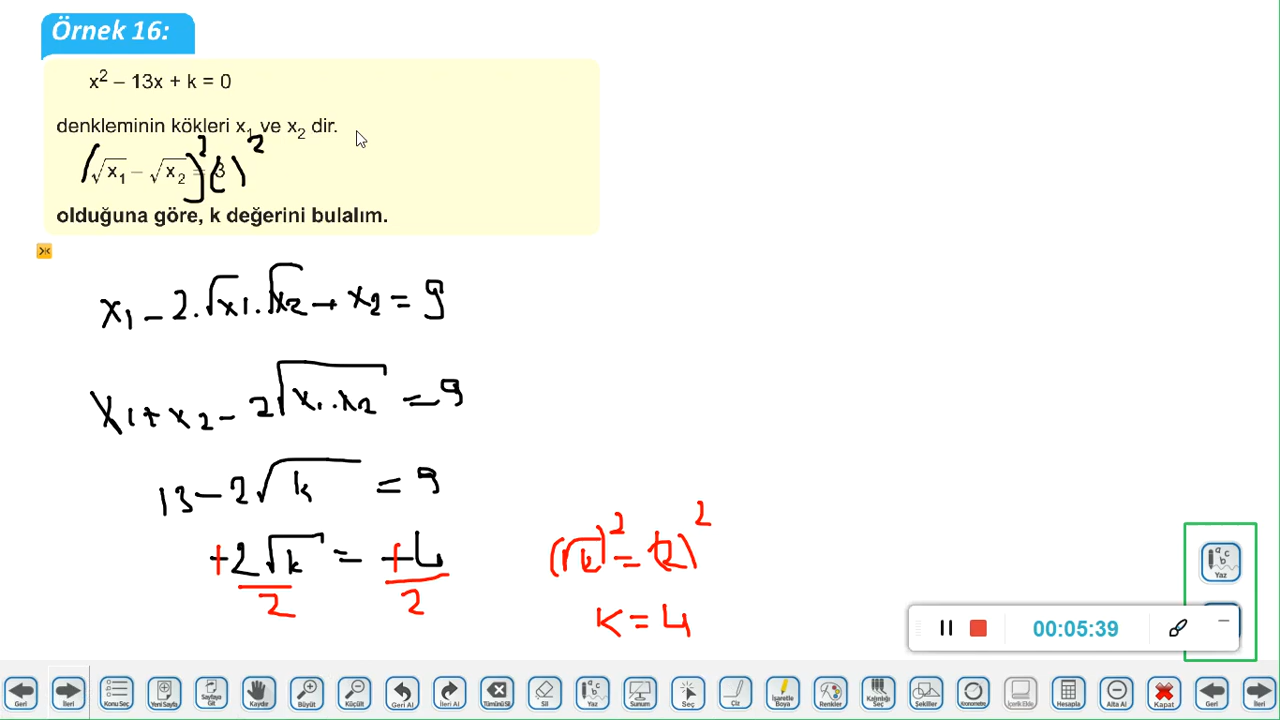 Örnek 16:
x² – 13x + k = 0
denkleminin kökleri x₁ ve x₂ dir.
(√x₁ – √x₂)² = (3)²
olduğuna göre, k değerini bulalım.
x₁ – 2.√x₁.√x₂ + x₂ = 9
x₁ + x₂ – 2√x₁.x₂ = 9
13 – 2√k = 9
+2√k = +4
2 2
(√k)² = (2)²
k = 4
00:05:39
a b c Yaz
Geri İleri Konu Seç Yeni Sayfa Sayfaya Git Kaydır Büyüt Küçült Geri Al İleri Al Tümünü Sil Sil Yaz Sunum Seç Çiz İşaretle Boya Renkler Kalınlığı Seç Şekiller Kronometre İçerik Ekle Hesapla Alta Al Kapat Geri İleri